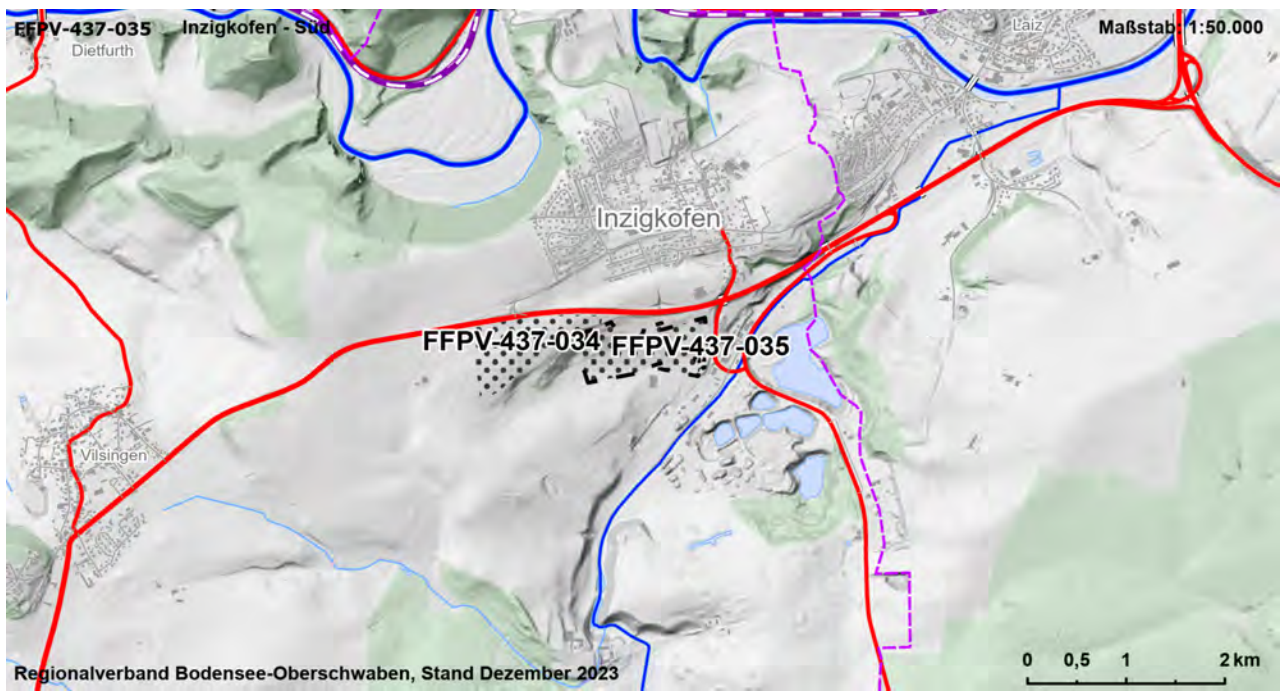 FFPV-437-035 Inzigkofen - Süd
Maßstab: 1:50.000
Dietfurth
Laiz
Inzigkofen
FFPV-437-034
FFPV-437-035
Vilsingen
Regionalverband Bodensee-Oberschwaben, Stand Dezember 2023
0 0,5 1 2 km